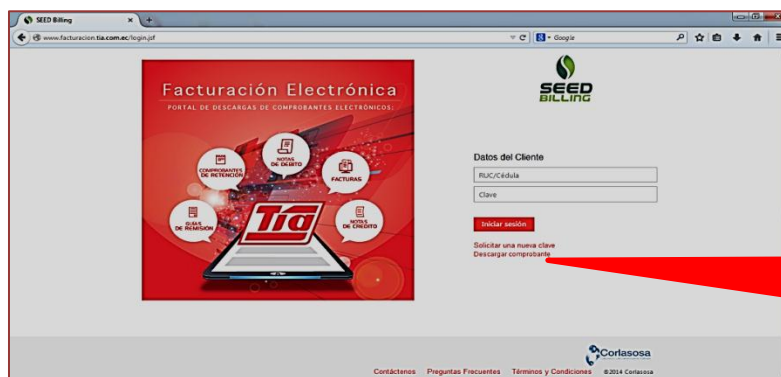 SEED Billing
www.facturacion.tia.com.ec/login.jsf
Google
Facturación Electrónica
PORTAL DE DESCARGAS DE COMPROBANTES ELECTRÓNICOS:
COMPROBANTES DE RETENCIÓN
NOTAS DE DÉBITO
FACTURAS
GUÍAS DE REMISIÓN
Tía
NOTAS DE CRÉDITO
SEED
BILLING
Datos del Cliente
RUC/Cédula
Clave
Iniciar sesión
Solicitar una nueva clave
Descargar comprobante
Corlasosa
Contáctenos Preguntas Frecuentes Términos y Condiciones ©2014 Corlasosa